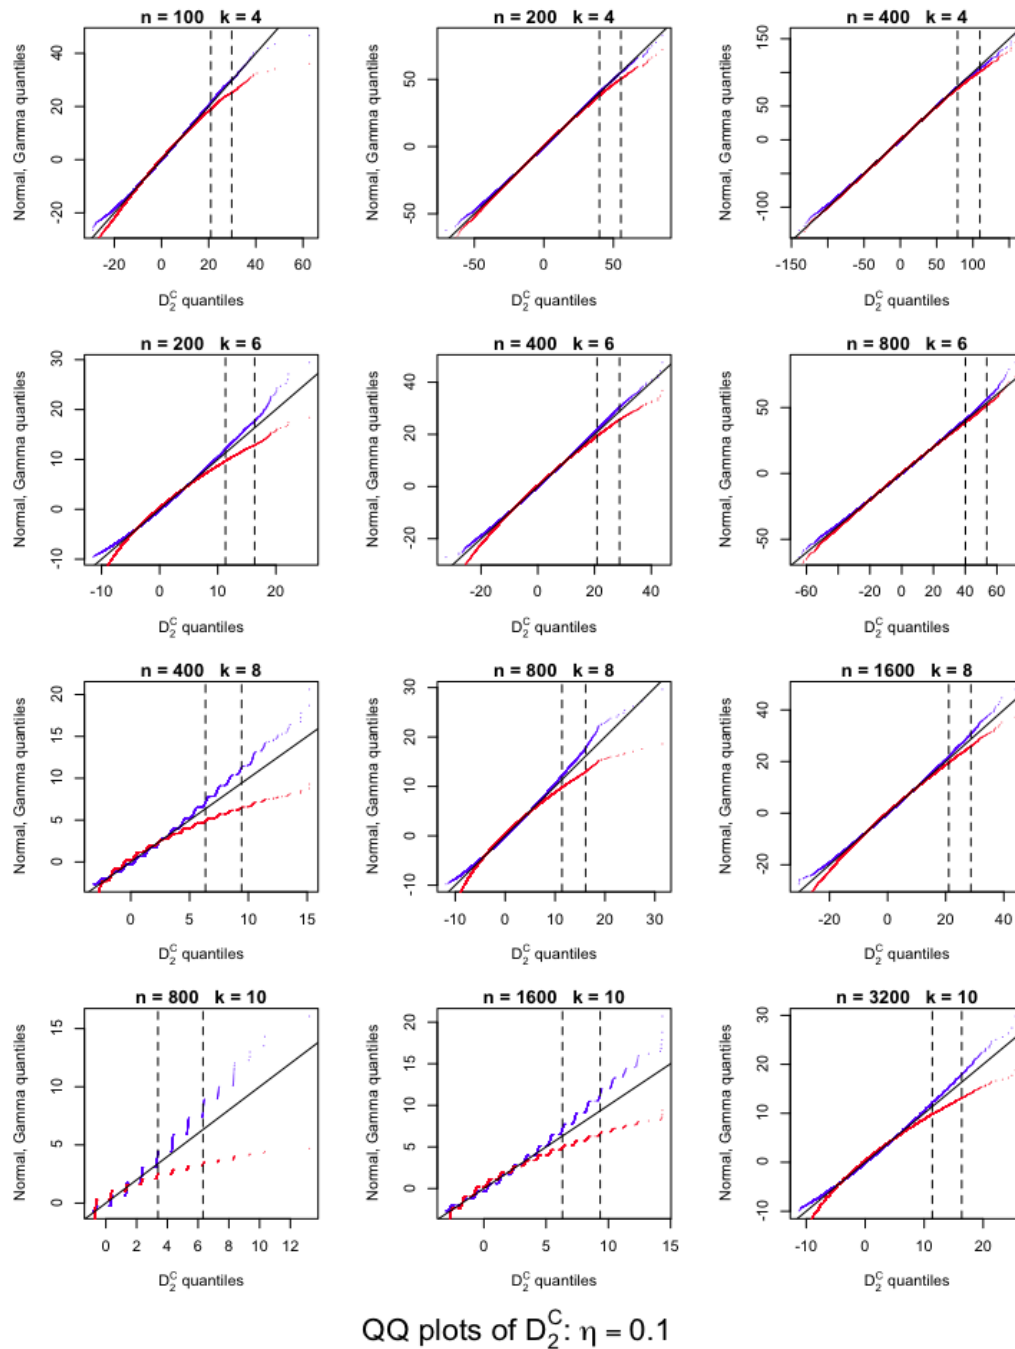 n = 100 k = 4
Normal, Gamma quantiles
40
20
0
-20
-20 0 20 40 60
D₂ᶜ quantiles
n = 200 k = 4
Normal, Gamma quantiles
50
0
-50
-50 0 50
D₂ᶜ quantiles
n = 400 k = 4
Normal, Gamma quantiles
150
50
0
-100
-150 0 50 100
D₂ᶜ quantiles
n = 200 k = 6
Normal, Gamma quantiles
30
20
10
0
-10
-10 0 10 20
D₂ᶜ quantiles
n = 400 k = 6
Normal, Gamma quantiles
40
20
0
-20
-20 0 20 40
D₂ᶜ quantiles
n = 800 k = 6
Normal, Gamma quantiles
50
0
-50
-60 -20 0 20 40 60
D₂ᶜ quantiles
n = 400 k = 8
Normal, Gamma quantiles
20
15
10
5
0
0 5 10 15
D₂ᶜ quantiles
n = 800 k = 8
Normal, Gamma quantiles
30
20
10
0
-10
-10 0 10 20 30
D₂ᶜ quantiles
n = 1600 k = 8
Normal, Gamma quantiles
40
20
0
-20
-20 0 20 40
D₂ᶜ quantiles
n = 800 k = 10
Normal, Gamma quantiles
15
10
5
0
0 2 4 6 8 10 12
D₂ᶜ quantiles
n = 1600 k = 10
Normal, Gamma quantiles
20
15
10
5
0
0 5 10 15
D₂ᶜ quantiles
n = 3200 k = 10
Normal, Gamma quantiles
30
20
10
0
-10
-10 0 10 20
D₂ᶜ quantiles
QQ plots of D₂ᶜ: η = 0.1